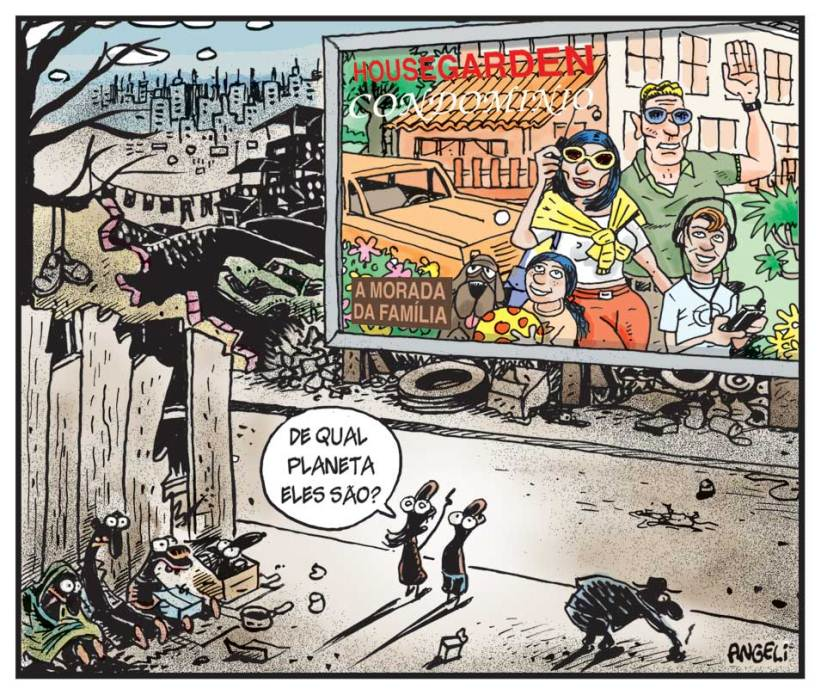 HOUSEGARDEN
CONDOMINIO
A MORADA
DA FAMÍLIA
DE QUAL
PLANETA
ELES SÃO?
ANGELI